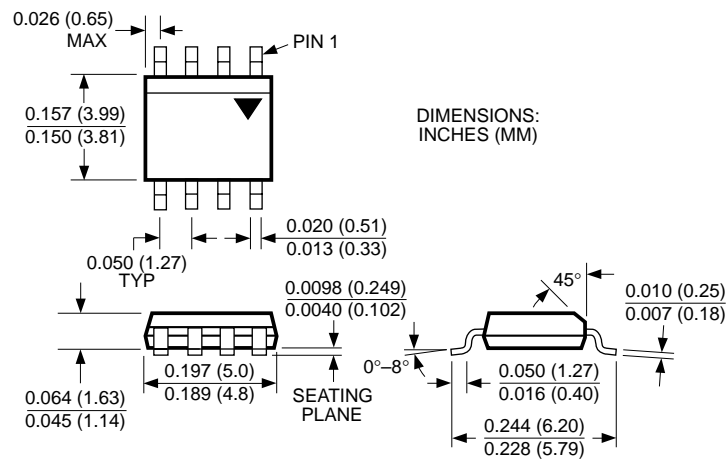 0.026 (0.65)
MAX
PIN 1
0.157 (3.99)
0.150 (3.81)
DIMENSIONS:
INCHES (MM)
0.020 (0.51)
0.013 (0.33)
0.050 (1.27)
TYP
0.0098 (0.249)
0.0040 (0.102)
45°
0.010 (0.25)
0.007 (0.18)
0°–8°
0.064 (1.63)
0.045 (1.14)
0.197 (5.0)
0.189 (4.8)
SEATING
PLANE
0.050 (1.27)
0.016 (0.40)
0.244 (6.20)
0.228 (5.79)